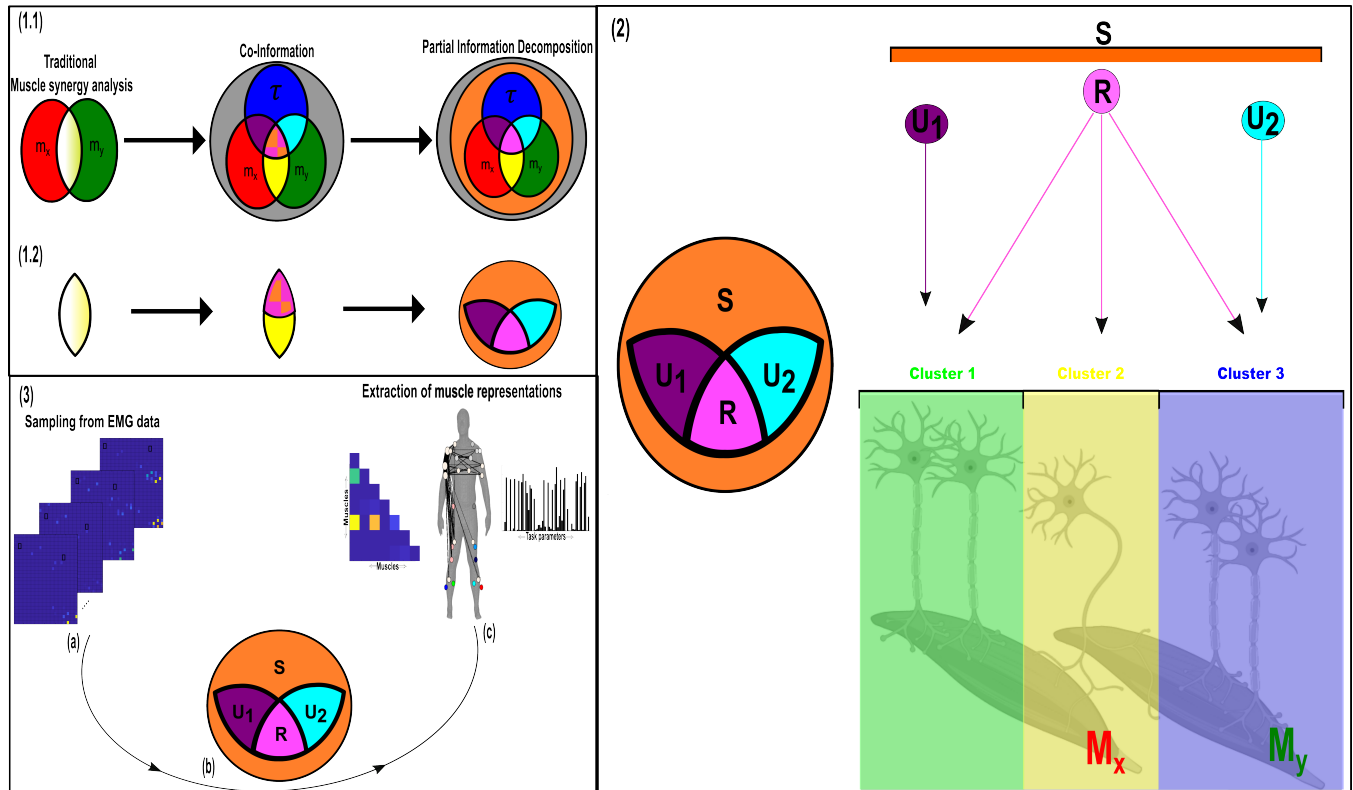 (1.1)
Traditional
Muscle synergy analysis
Co-Information
Partial Information Decomposition
mx
my
τ
mx
my
τ
mx
my
(1.2)
(2)
S
R
U1
U2
S
U1
U2
R
Cluster 1
Cluster 2
Cluster 3
Mx
My
(3)
Extraction of muscle representations
Sampling from EMG data
Muscles
Muscles
Task parameters
(a)
(c)
S
U1
U2
R
(b)